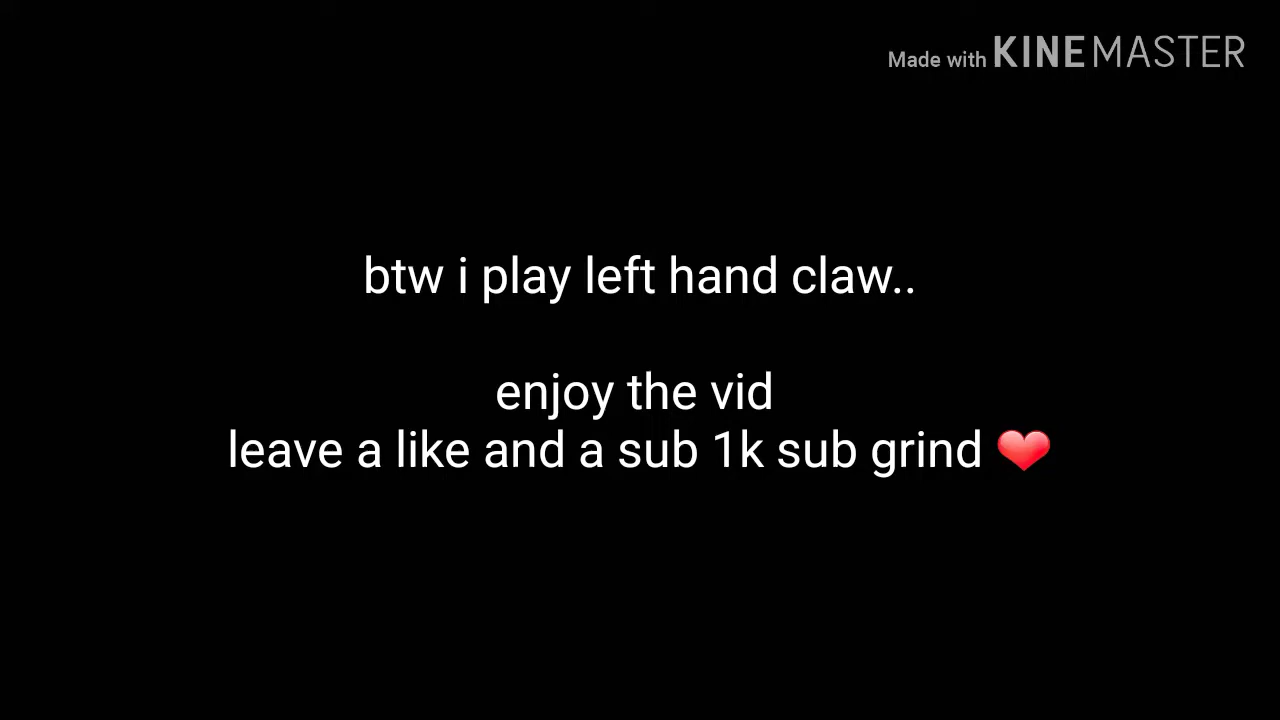 Made with KINEMASTER
btw i play left hand claw..
enjoy the vid
leave a like and a sub 1k sub grind ❤️